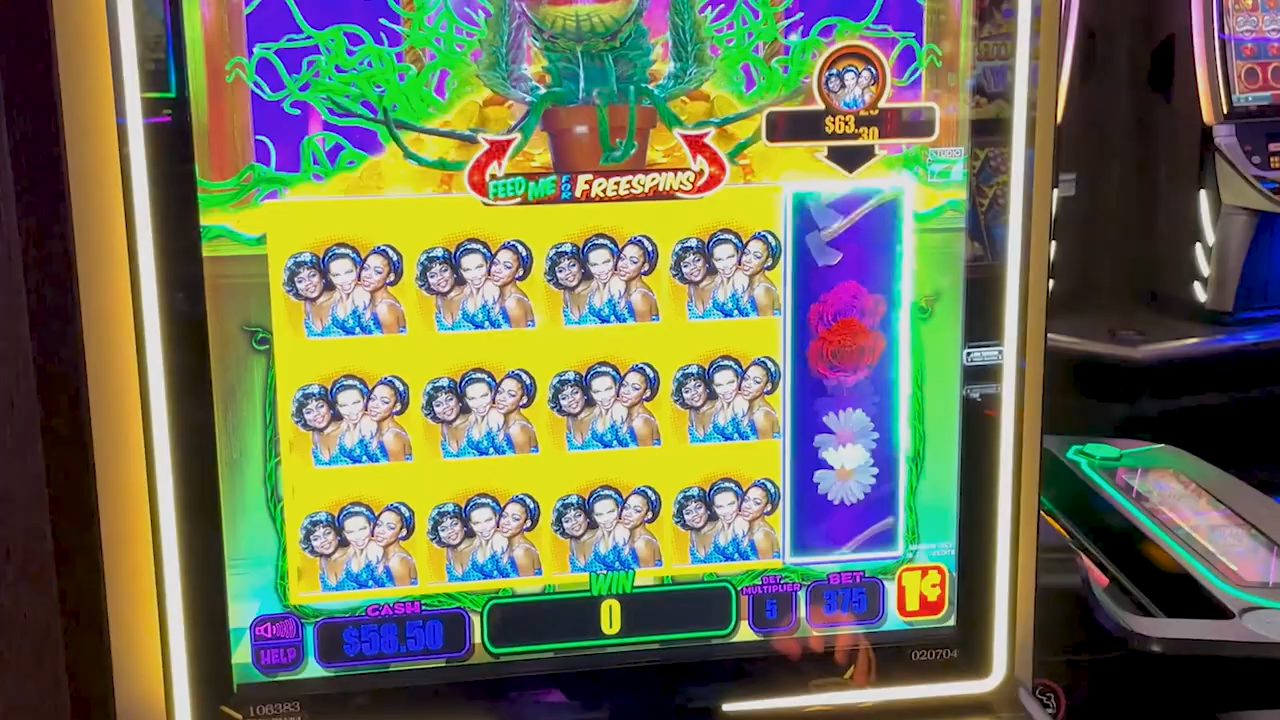 $63.
30
STUDIO
FEED ME FOR FREESPINS
WIN
0
CASH
$58.50
BET
MULTIPLIER
5
BET
375
1¢
HELP
020704
106383